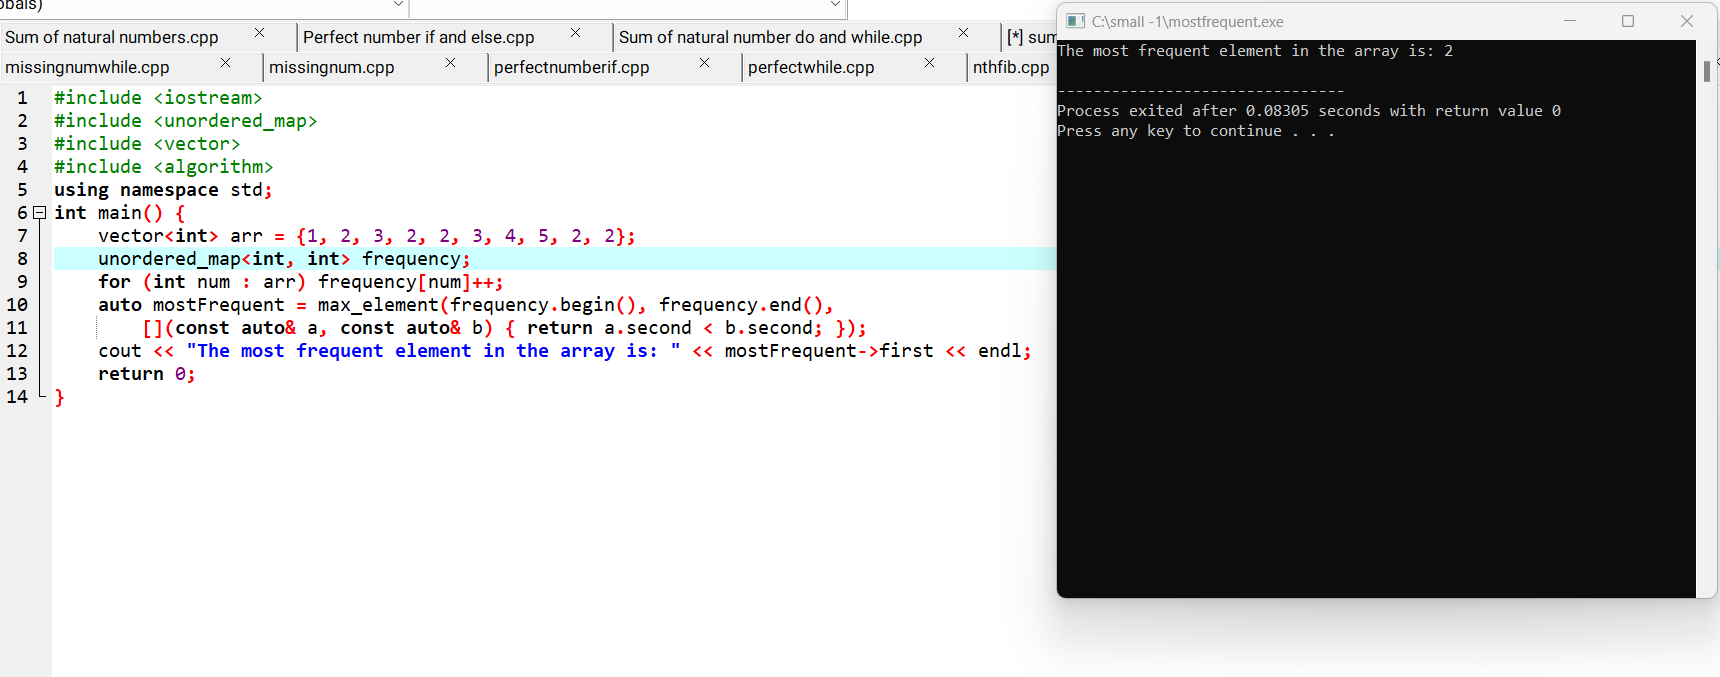 obals)
Sum of natural numbers.cpp Perfect number if and else.cpp Sum of natural number do and while.cpp [*] sum
missingnumwhile.cpp missingnum.cpp perfectnumberif.cpp perfectwhile.cpp nthfib.cpp
1 #include <iostream>
2 #include <unordered_map>
3 #include <vector>
4 #include <algorithm>
5 using namespace std;
6 int main() {
7 vector<int> arr = {1, 2, 3, 2, 2, 3, 4, 5, 2, 2};
8 unordered_map<int, int> frequency;
9 for (int num : arr) frequency[num]++;
10 auto mostFrequent = max_element(frequency.begin(), frequency.end(),
11 [](const auto& a, const auto& b) { return a.second < b.second; });
12 cout << "The most frequent element in the array is: " << mostFrequent->first << endl;
13 return 0;
14 }
C:\small -1\mostfrequent.exe
The most frequent element in the array is: 2
--------------------------------
Process exited after 0.08305 seconds with return value 0
Press any key to continue . . .